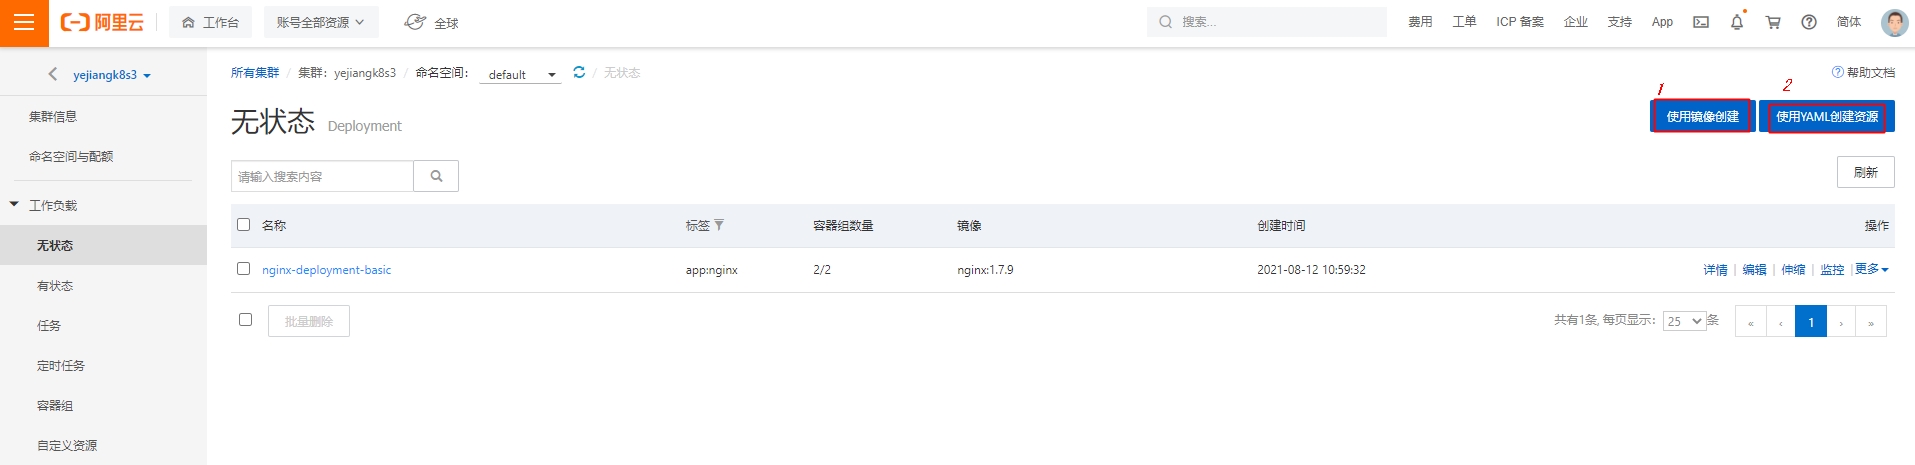 阿里云 工作台 账号全部资源 全球 搜索... 费用 工单 ICP 备案 企业 支持 App 简体
yejiangk8s3
所有集群 / 集群：yejiangk8s3 / 命名空间： default / 无状态 帮助文档
集群信息
命名空间与配额
工作负载
无状态
有状态
任务
定时任务
容器组
自定义资源
无状态 Deployment
1 2
使用镜像创建 使用YAML创建资源
请输入搜索内容 刷新
名称 标签 容器组数量 镜像 创建时间 操作
nginx-deployment-basic app:nginx 2/2 nginx:1.7.9 2021-08-12 10:59:32 详情 | 编辑 | 伸缩 | 监控 | 更多
批量删除 共有1条, 每页显示： 25 条 « ‹ 1 › »